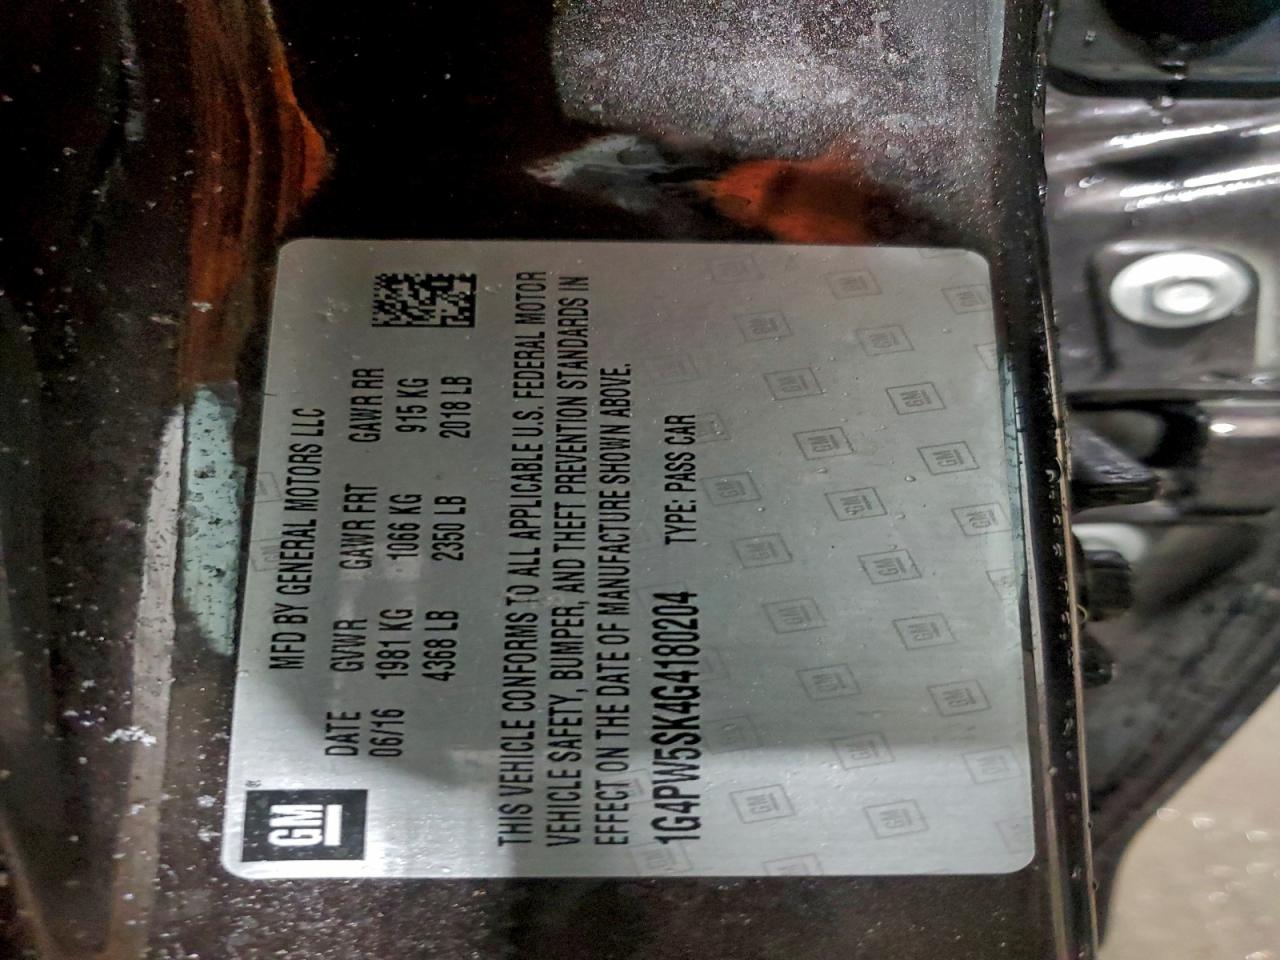 GM
MFD BY GENERAL MOTORS LLC
DATE GVWR GAWR FRT GAWR RR
06/16 1981 KG 1066 KG 915 KG
4368 LB 2350 LB 2018 LB
THIS VEHICLE CONFORMS TO ALL APPLICABLE U.S. FEDERAL MOTOR
VEHICLE SAFETY, BUMPER, AND THEFT PREVENTION STANDARDS IN
EFFECT ON THE DATE OF MANUFACTURE SHOWN ABOVE.
1G4PW5SK4G4180204 TYPE: PASS CAR